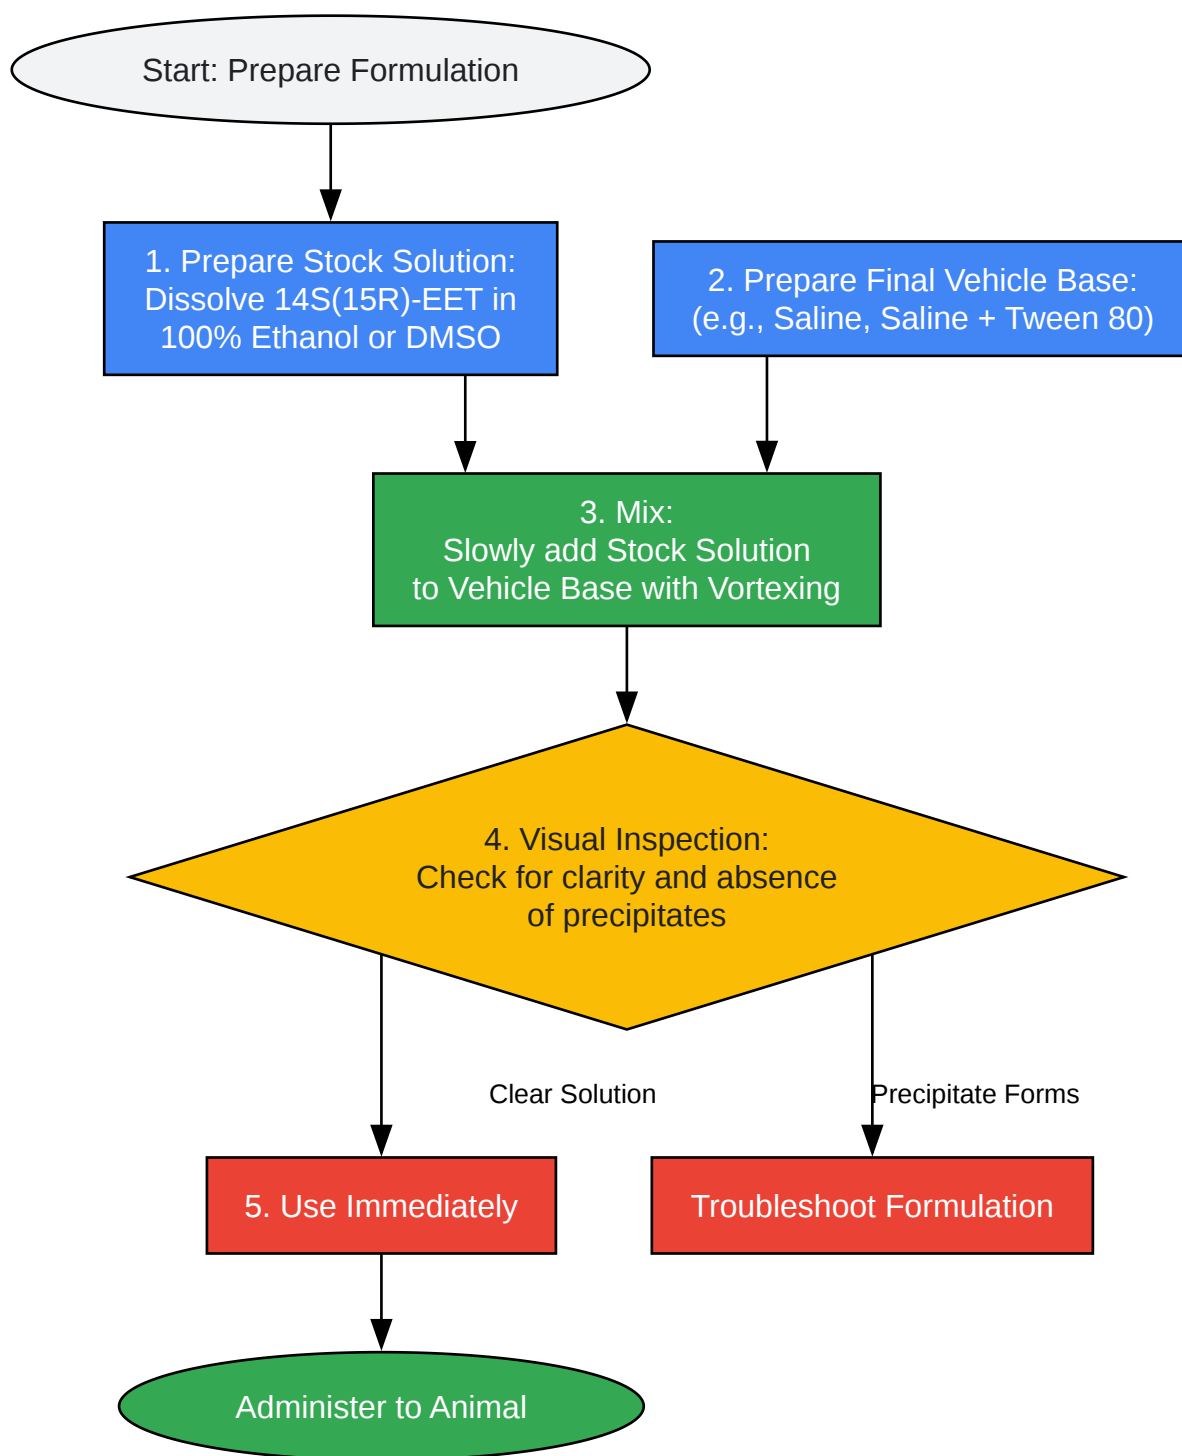 Start: Prepare Formulation
1. Prepare Stock Solution:
Dissolve 14S(15R)-EET in
100% Ethanol or DMSO
2. Prepare Final Vehicle Base:
(e.g., Saline, Saline + Tween 80)
3. Mix:
Slowly add Stock Solution
to Vehicle Base with Vortexing
4. Visual Inspection:
Check for clarity and absence
of precipitates
Clear Solution
Precipitate Forms
5. Use Immediately
Troubleshoot Formulation
Administer to Animal